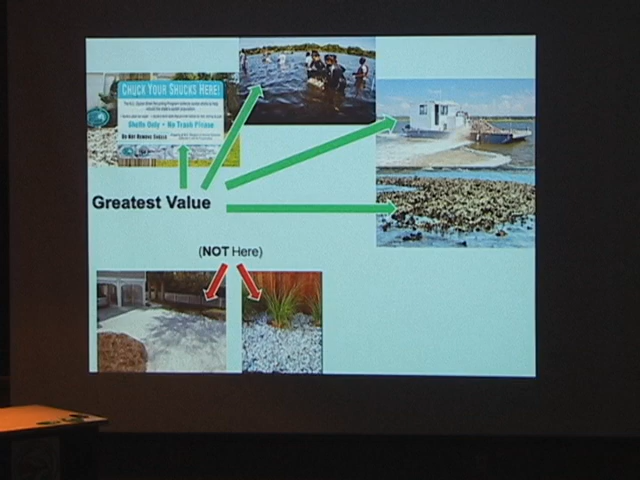 CHUCK YOUR SHUCKS HERE!
Shells Only • No Trash Please
DO NOT REMOVE SHELLS
Greatest Value
(NOT Here)